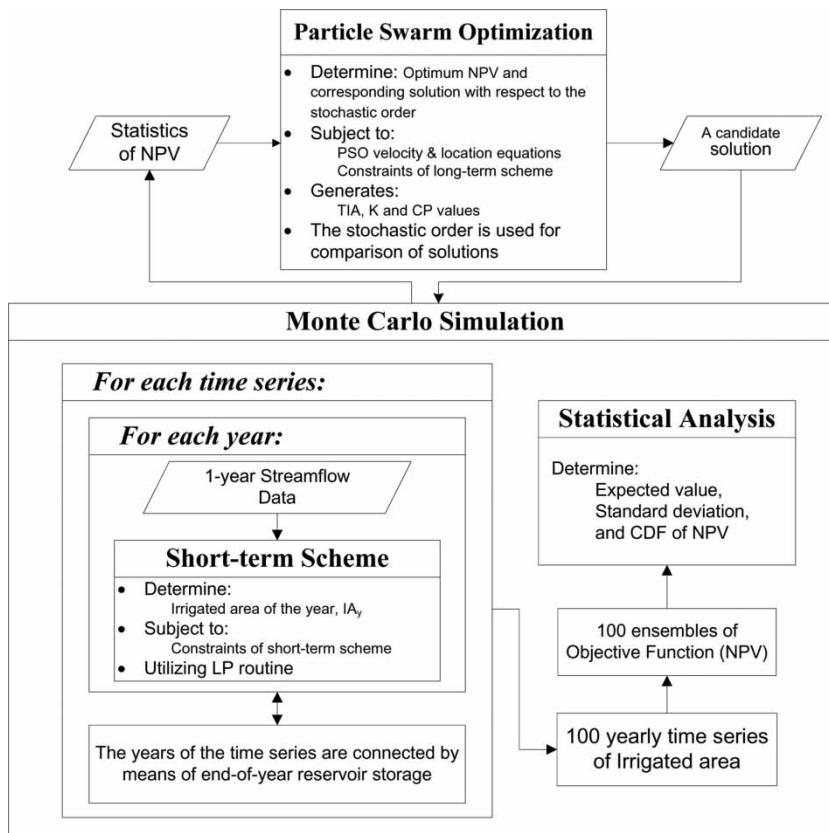 Particle Swarm Optimization
• Determine: Optimum NPV and
corresponding solution with respect to the
stochastic order
• Subject to:
PSO velocity & location equations
Constraints of long-term scheme
• Generates:
TIA, K and CP values
• The stochastic order is used for
comparison of solutions
Statistics
of NPV
A candidate
solution
Monte Carlo Simulation
For each time series:
For each year:
1-year Streamflow
Data
Short-term Scheme
• Determine:
Irrigated area of the year, IAy
• Subject to:
Constraints of short-term scheme
• Utilizing LP routine
The years of the time series are connected by
means of end-of-year reservoir storage
Statistical Analysis
Determine:
Expected value,
Standard deviation,
and CDF of NPV
100 ensembles of
Objective Function (NPV)
100 yearly time series
of Irrigated area